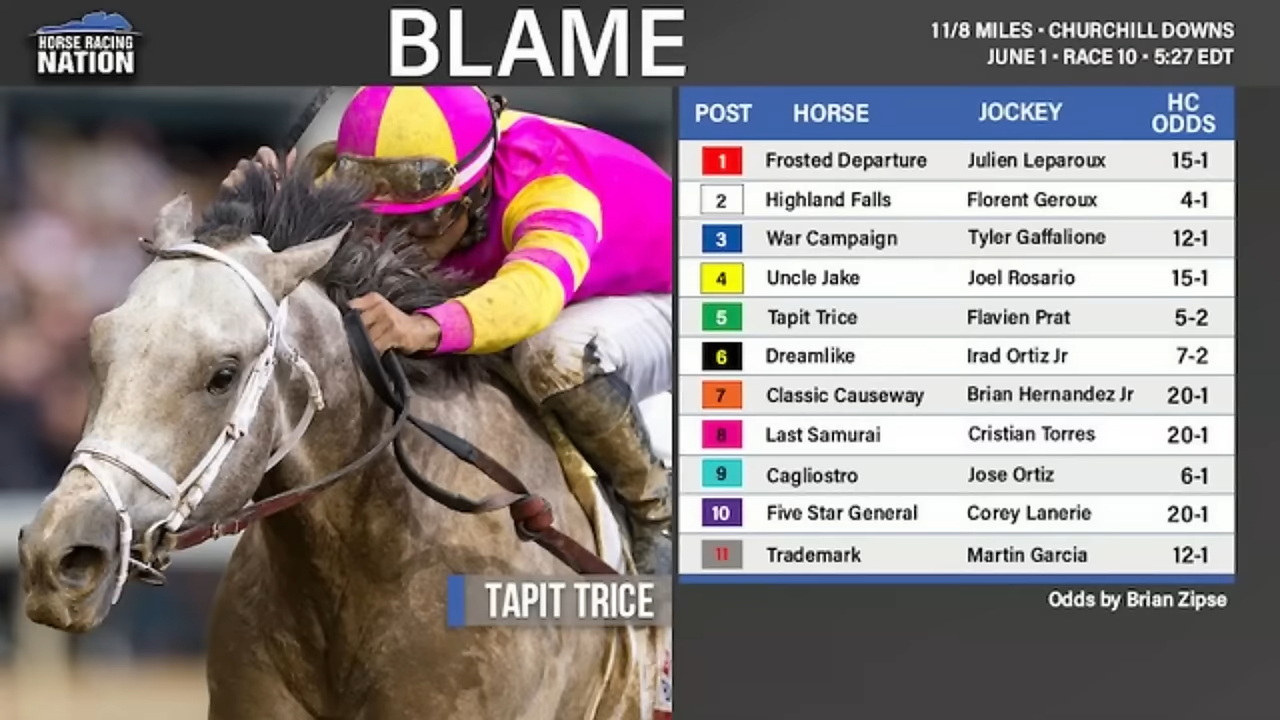 HORSE RACING
NATION
BLAME
11/8 MILES • CHURCHILL DOWNS
JUNE 1 • RACE 10 • 5:27 EDT
POST HORSE JOCKEY HC ODDS
1 Frosted Departure Julien Leparoux 15-1
2 Highland Falls Florent Geroux 4-1
3 War Campaign Tyler Gaffalione 12-1
4 Uncle Jake Joel Rosario 15-1
5 Tapit Trice Flavien Prat 5-2
6 Dreamlike Irad Ortiz Jr 7-2
7 Classic Causeway Brian Hernandez Jr 20-1
8 Last Samurai Cristian Torres 20-1
9 Cagliostro Jose Ortiz 6-1
10 Five Star General Corey Lanerie 20-1
11 Trademark Martin Garcia 12-1
Odds by Brian Zipse
TAPIT TRICE